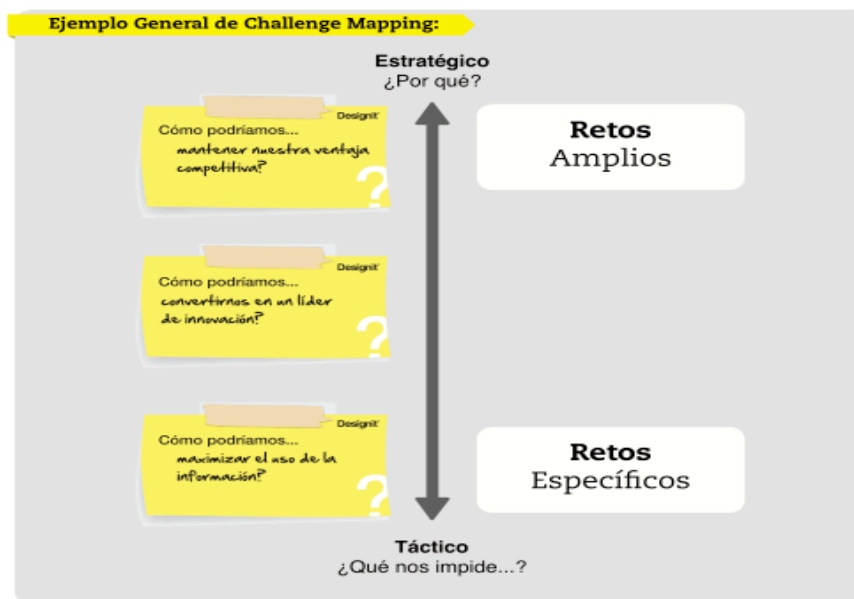 Ejemplo General de Challenge Mapping:
Estratégico
¿Por qué?
Designit
Cómo podríamos...
mantener nuestra ventaja
competitiva?
?
Retos
Amplios
Designit
Cómo podríamos...
convertirnos en un líder
de innovación?
?
Designit
Cómo podríamos...
maximizar el uso de la
información?
?
Retos
Específicos
Táctico
¿Qué nos impide...?